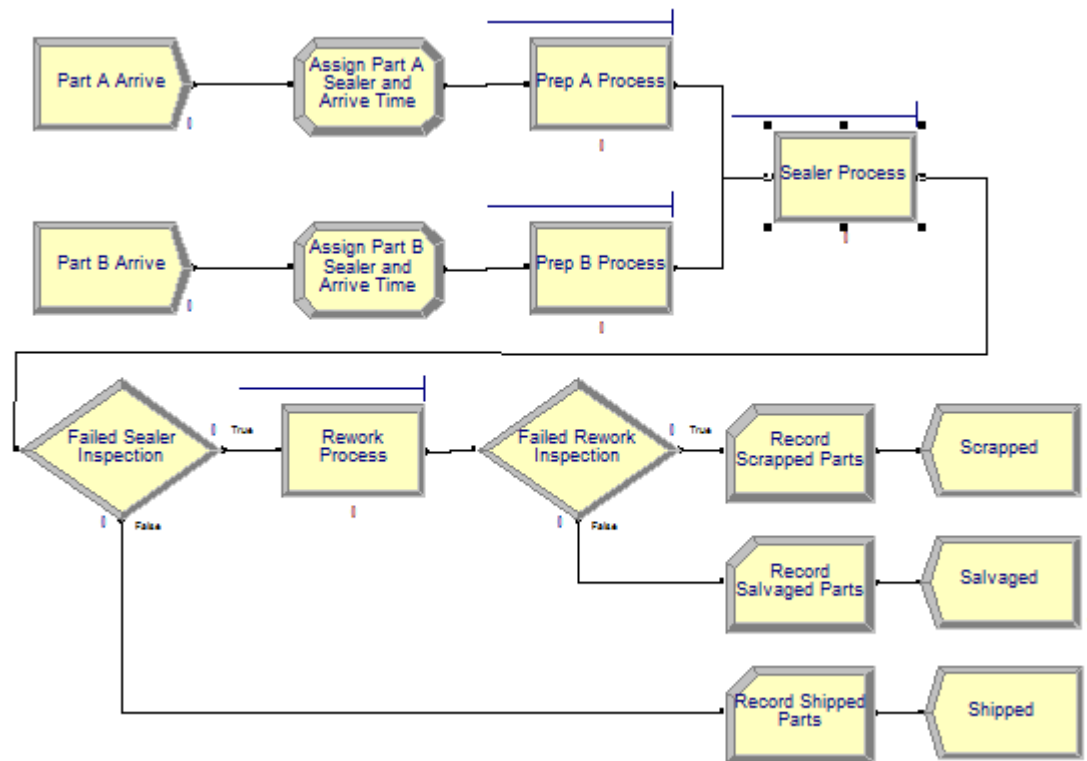 Part A Arrive
Assign Part A
Sealer and
Arrive Time
Prep A Process
Sealer Process
Part B Arrive
Assign Part B
Sealer and
Arrive Time
Prep B Process
Failed Sealer
Inspection
True
False
Rework
Process
Failed Rework
Inspection
True
False
Record
Scrapped Parts
Scrapped
Record
Salvaged Parts
Salvaged
Record Shipped
Parts
Shipped